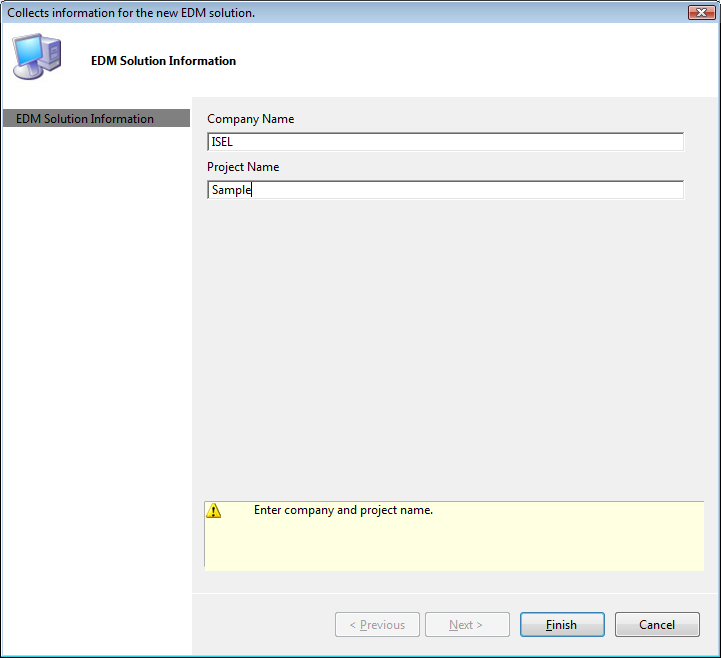 Collects information for the new EDM solution.
EDM Solution Information
EDM Solution Information
Company Name
ISEL
Project Name
Sample
Enter company and project name.
< Previous
Next >
Finish
Cancel